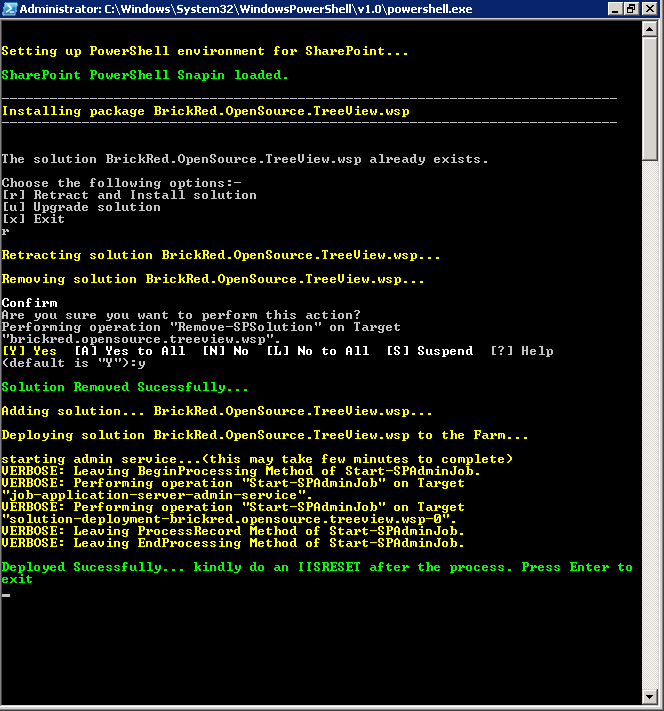 Administrator: C:\Windows\System32\WindowsPowerShell\v1.0\powershell.exe
Setting up PowerShell environment for SharePoint...
SharePoint PowerShell Snapin loaded.
Installing package BrickRed.OpenSource.TreeView.wsp
The solution BrickRed.OpenSource.TreeView.wsp already exists.
Choose the following options:-
[r] Retract and Install solution
[u] Upgrade solution
[x] Exit
r
Retracting solution BrickRed.OpenSource.TreeView.wsp...
Removing solution BrickRed.OpenSource.TreeView.wsp...
Confirm
Are you sure you want to perform this action?
Performing operation "Remove-SPSolution" on Target
"brickred.opensource.treeview.wsp".
[Y] Yes  [A] Yes to All  [N] No  [L] No to All  [S] Suspend  [?] Help
(default is "Y"):y
Solution Removed Sucessfully...
Adding solution... BrickRed.OpenSource.TreeView.wsp...
Deploying solution BrickRed.OpenSource.TreeView.wsp to the Farm...
starting admin service...(this may take few minutes to complete)
VERBOSE: Leaving BeginProcessing Method of Start-SPAdminJob.
VERBOSE: Performing operation "Start-SPAdminJob" on Target
"job-application-server-admin-service".
VERBOSE: Performing operation "Start-SPAdminJob" on Target
"solution-deployment-brickred.opensource.treeview.wsp-0".
VERBOSE: Leaving ProcessRecord Method of Start-SPAdminJob.
VERBOSE: Leaving EndProcessing Method of Start-SPAdminJob.
Deployed Sucessfully... kindly do an IISRESET after the process. Press Enter to
exit